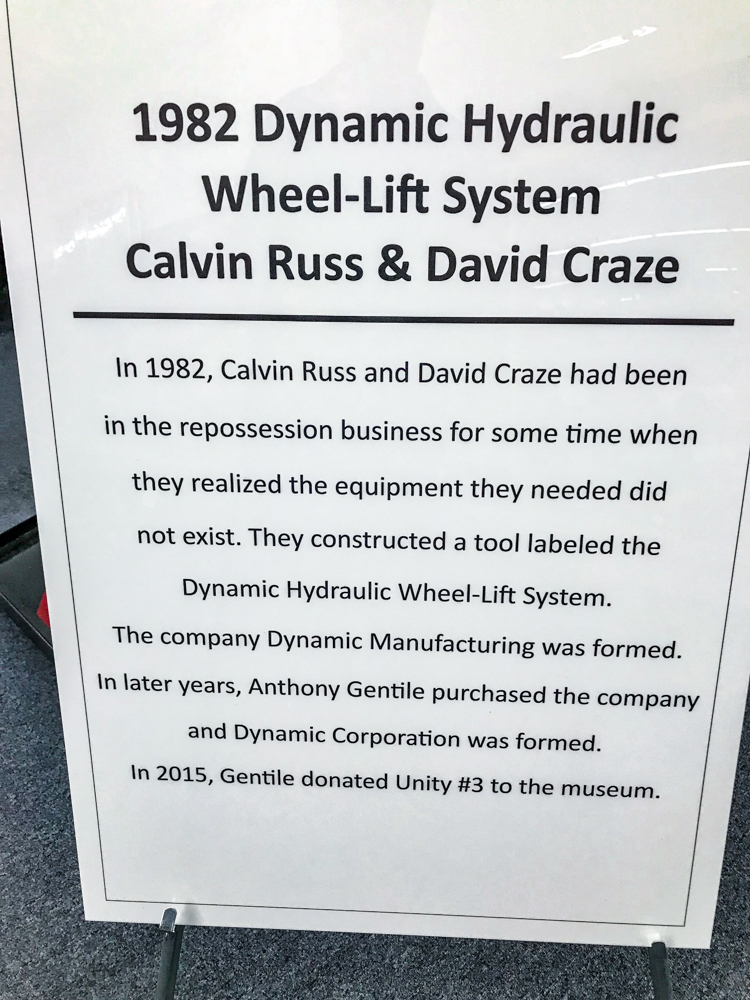 1982 Dynamic Hydraulic
Wheel-Lift System
Calvin Russ & David Craze
In 1982, Calvin Russ and David Craze had been
in the repossession business for some time when
they realized the equipment they needed did
not exist. They constructed a tool labeled the
Dynamic Hydraulic Wheel-Lift System.
The company Dynamic Manufacturing was formed.
In later years, Anthony Gentile purchased the company
and Dynamic Corporation was formed.
In 2015, Gentile donated Unity #3 to the museum.